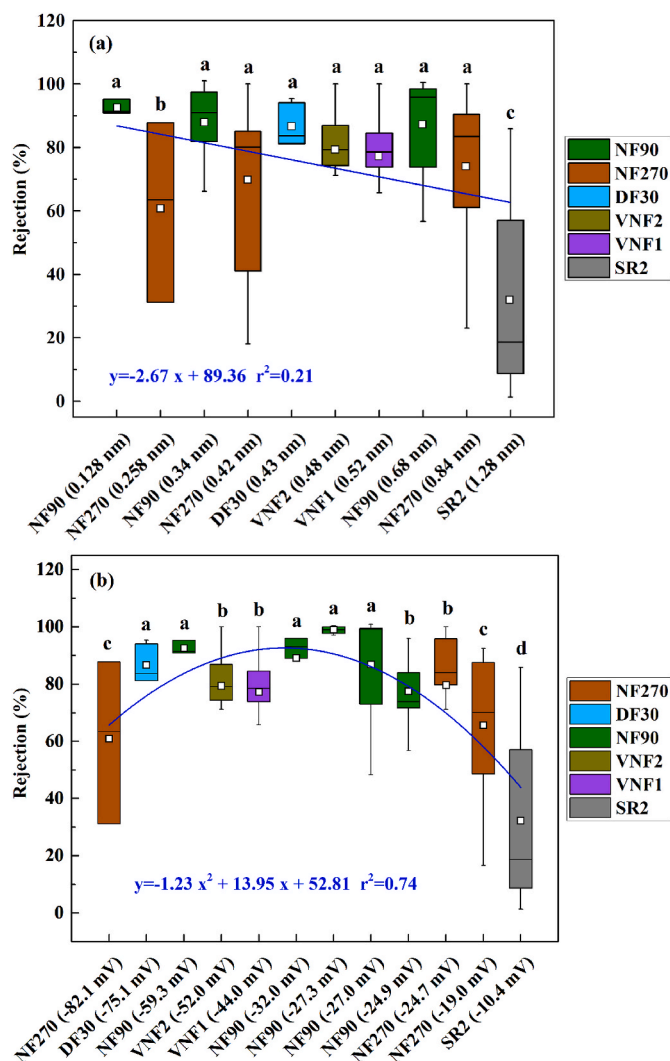 (a)
120
100
80
60
40
20
0
Rejection (%)
a
b
a
a
a
a
a
a
a
c
y=-2.67 x + 89.36 r²=0.21
NF90 (0.128 nm)
NF270 (0.258 nm)
NF90 (0.34 nm)
NF270 (0.42 nm)
DF30 (0.43 nm)
VNF2 (0.48 nm)
VNF1 (0.52 nm)
NF90 (0.68 nm)
NF270 (0.84 nm)
SR2 (1.28 nm)
NF90
NF270
DF30
VNF2
VNF1
SR2
(b)
120
100
80
60
40
20
0
Rejection (%)
c
a
a
b
b
a
a
a
b
b
c
d
y=-1.23 x² + 13.95 x + 52.81 r²=0.74
NF270 (-82.1 mV)
DF30 (-75.1 mV)
NF90 (-59.3 mV)
VNF2 (-52.0 mV)
VNF1 (-44.0 mV)
NF90 (-32.0 mV)
NF90 (-27.3 mV)
NF90 (-27.0 mV)
NF90 (-24.9 mV)
NF270 (-24.7 mV)
NF270 (-19.0 mV)
SR2 (-10.4 mV)
NF270
DF30
NF90
VNF2
VNF1
SR2